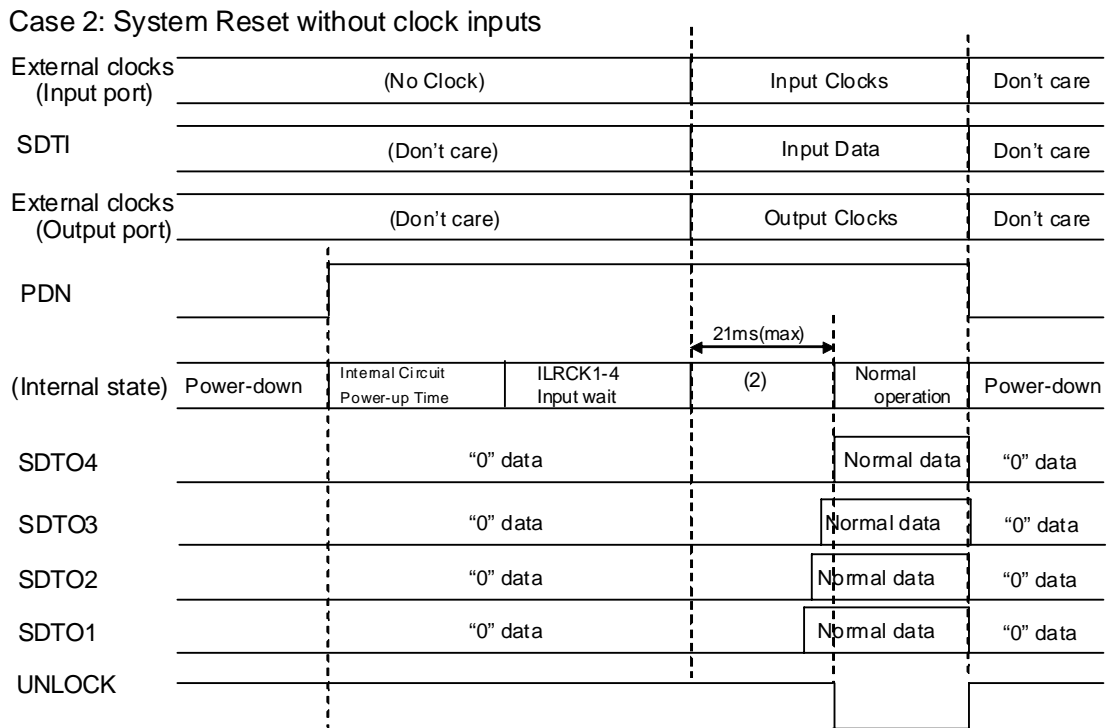 Case 2: System Reset without clock inputs
External clocks
(Input port)
(No Clock)
Input Clocks
Don't care
SDTI
(Don't care)
Input Data
Don't care
External clocks
(Output port)
(Don't care)
Output Clocks
Don't care
PDN
21ms(max)
(Internal state)
Power-down
Internal Circuit
Power-up Time
ILRCK1-4
Input wait
(2)
Normal
operation
Power-down
SDTO4
“0” data
Normal data
“0” data
SDTO3
“0” data
Normal data
“0” data
SDTO2
“0” data
Normal data
“0” data
SDTO1
“0” data
Normal data
“0” data
UNLOCK